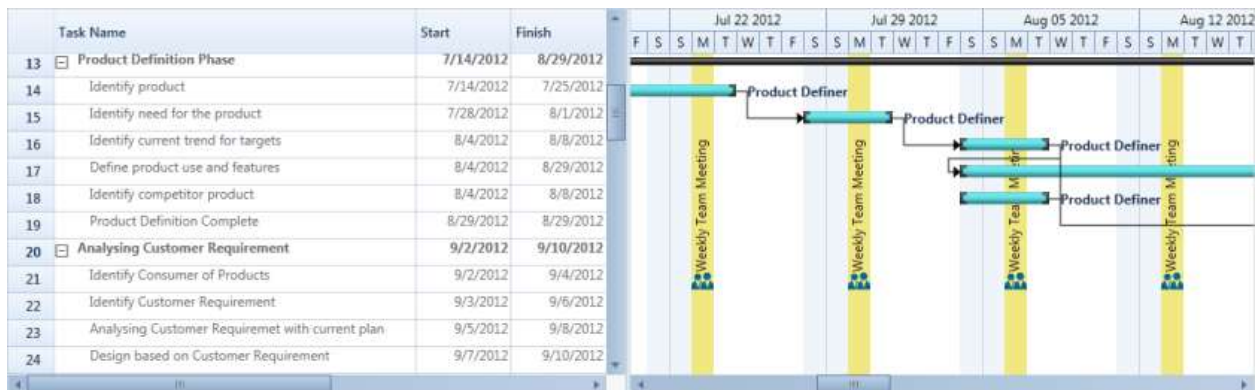 Task Name Start Finish
13 Product Definition Phase 7/14/2012 8/29/2012
14 Identify product 7/14/2012 7/25/2012
15 Identify need for the product 7/28/2012 8/1/2012
16 Identify current trend for targets 8/4/2012 8/8/2012
17 Define product use and features 8/4/2012 8/29/2012
18 Identify competitor product 8/4/2012 8/8/2012
19 Product Definition Complete 8/29/2012 8/29/2012
20 Analysing Customer Requirement 9/2/2012 9/10/2012
21 Identify Consumer of Products 9/2/2012 9/4/2012
22 Identify Customer Requirement 9/3/2012 9/6/2012
23 Analysing Customer Requiremet with current plan 9/5/2012 9/8/2012
24 Design based on Customer Requirement 9/7/2012 9/10/2012
Jul 22 2012 Jul 29 2012 Aug 05 2012 Aug 12 2012
F S S M T W T F S S M T W T F S S M T W T F S S M T W T
Product Definer
Product Definer
Product Definer
Product Definer
Weekly Team Meeting
Weekly Team Meeting
Weekly Team Meeting
Weekly Team Meeting